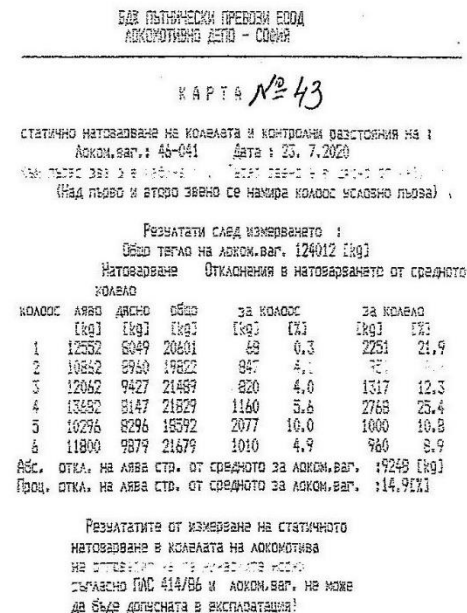 БДЖ ПЪТНИЧЕСКИ ПРЕВОЗИ ЕООД
ЛОКОМОТИВНО ДЕПО - СОФИЯ
КАРТА № 43
статично натоварване на колелата и контролни разстояния на :
Локом.ваг.: 46-041 Дата : 23. 7.2020
(Над първо и второ звено се намира колоос условно първа) .
Резултати след измерването :
Общо тегло на локом.ваг. 124012 [kg]
Натоварване Отклонения в натоварването от средното
колело
колоос ляво дясно общо за колоос за колело
[kg] [kg] [kg] [kg] [%] [kg] [%]
1 12552 8049 20601 68 0.3 2251 21.9
2 10862 8960 19822 847 4.1
3 12062 9427 21489 820 4.0 1317 12.3
4 13682 8147 21829 1160 5.6 2768 25.4
5 10296 8296 18592 2077 10.0 1000 10.8
6 11800 9879 21679 1010 4.9 960 8.9
Абс. откл. на лява стр. от средното за локом.ваг. :9248 [kg]
Проц. откл. на лява стр. от средното за локом.ваг. :14.9[%]
Резултатите от измерване на статичното
натоварване в колелата на локомотива
съгласно ПЛС 414/86 и локом.ваг. не може
да бъде допусната в експлоатация!